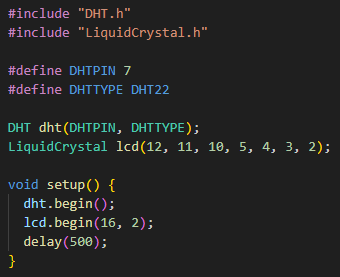 #include "DHT.h"
#include "LiquidCrystal.h"
#define DHTPIN 7
#define DHTTYPE DHT22
DHT dht(DHTPIN, DHTTYPE);
LiquidCrystal lcd(12, 11, 10, 5, 4, 3, 2);
void setup() {
  dht.begin();
  lcd.begin(16, 2);
  delay(500);
}